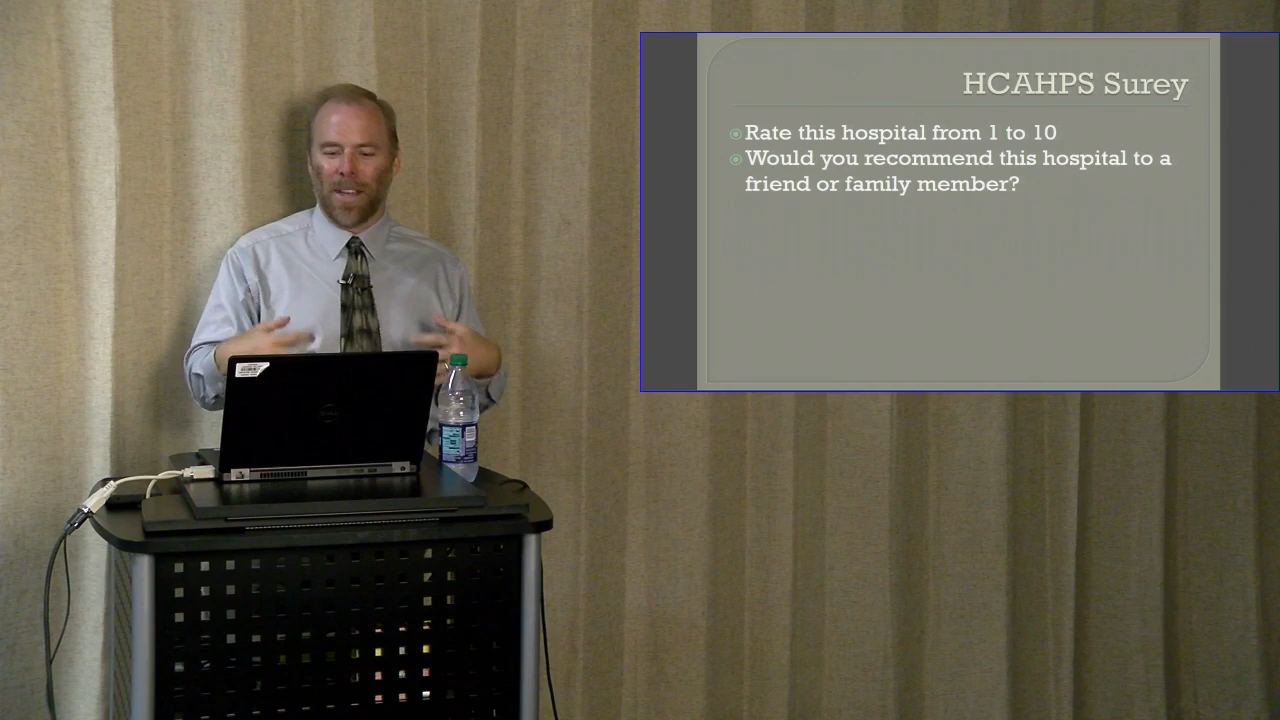 HCAHPS Surey
Rate this hospital from 1 to 10
Would you recommend this hospital to a
friend or family member?